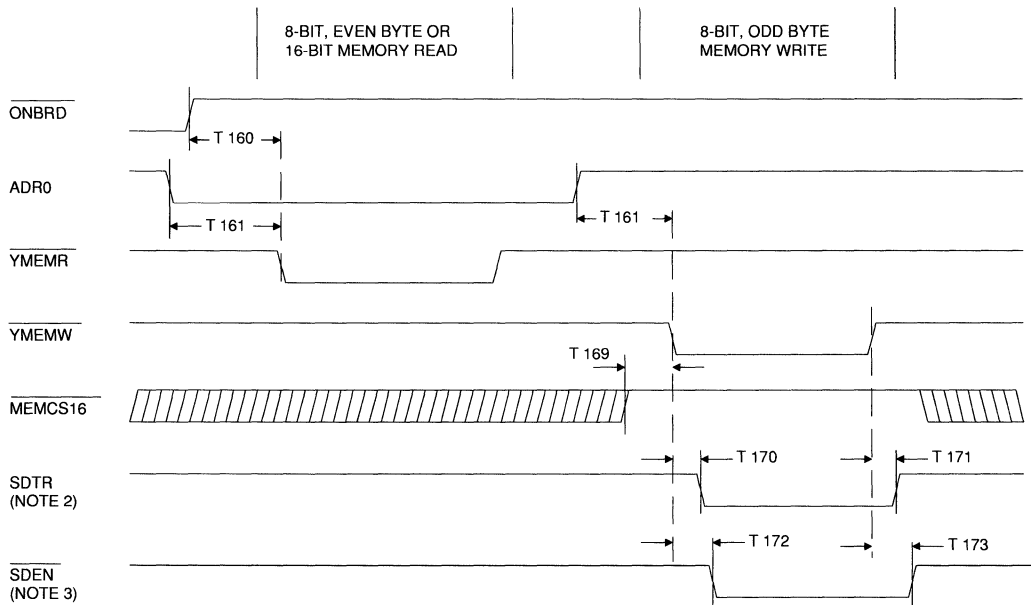 8-BIT, EVEN BYTE OR
16-BIT MEMORY READ
8-BIT, ODD BYTE
MEMORY WRITE
ONBRD
T 160
ADR0
T 161
T 161
YMEMR
YMEMW
T 169
MEMCS16
T 170
T 171
SDTR
(NOTE 2)
T 172
T 173
SDEN
(NOTE 3)